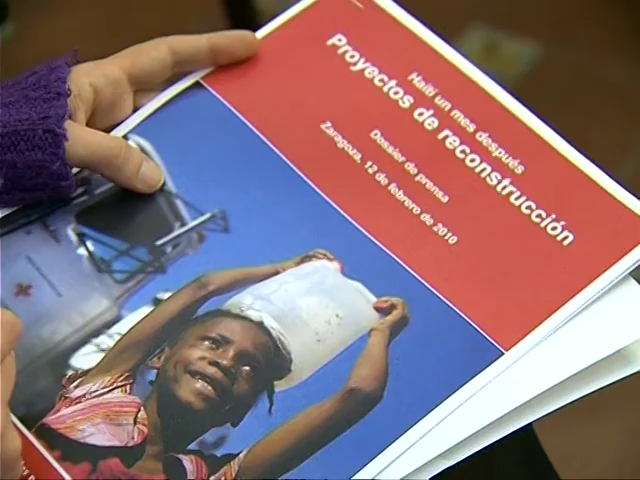 Haití un mes después
Proyectos de reconstrucción
Dossier de prensa
Zaragoza, 12 de febrero de 2010